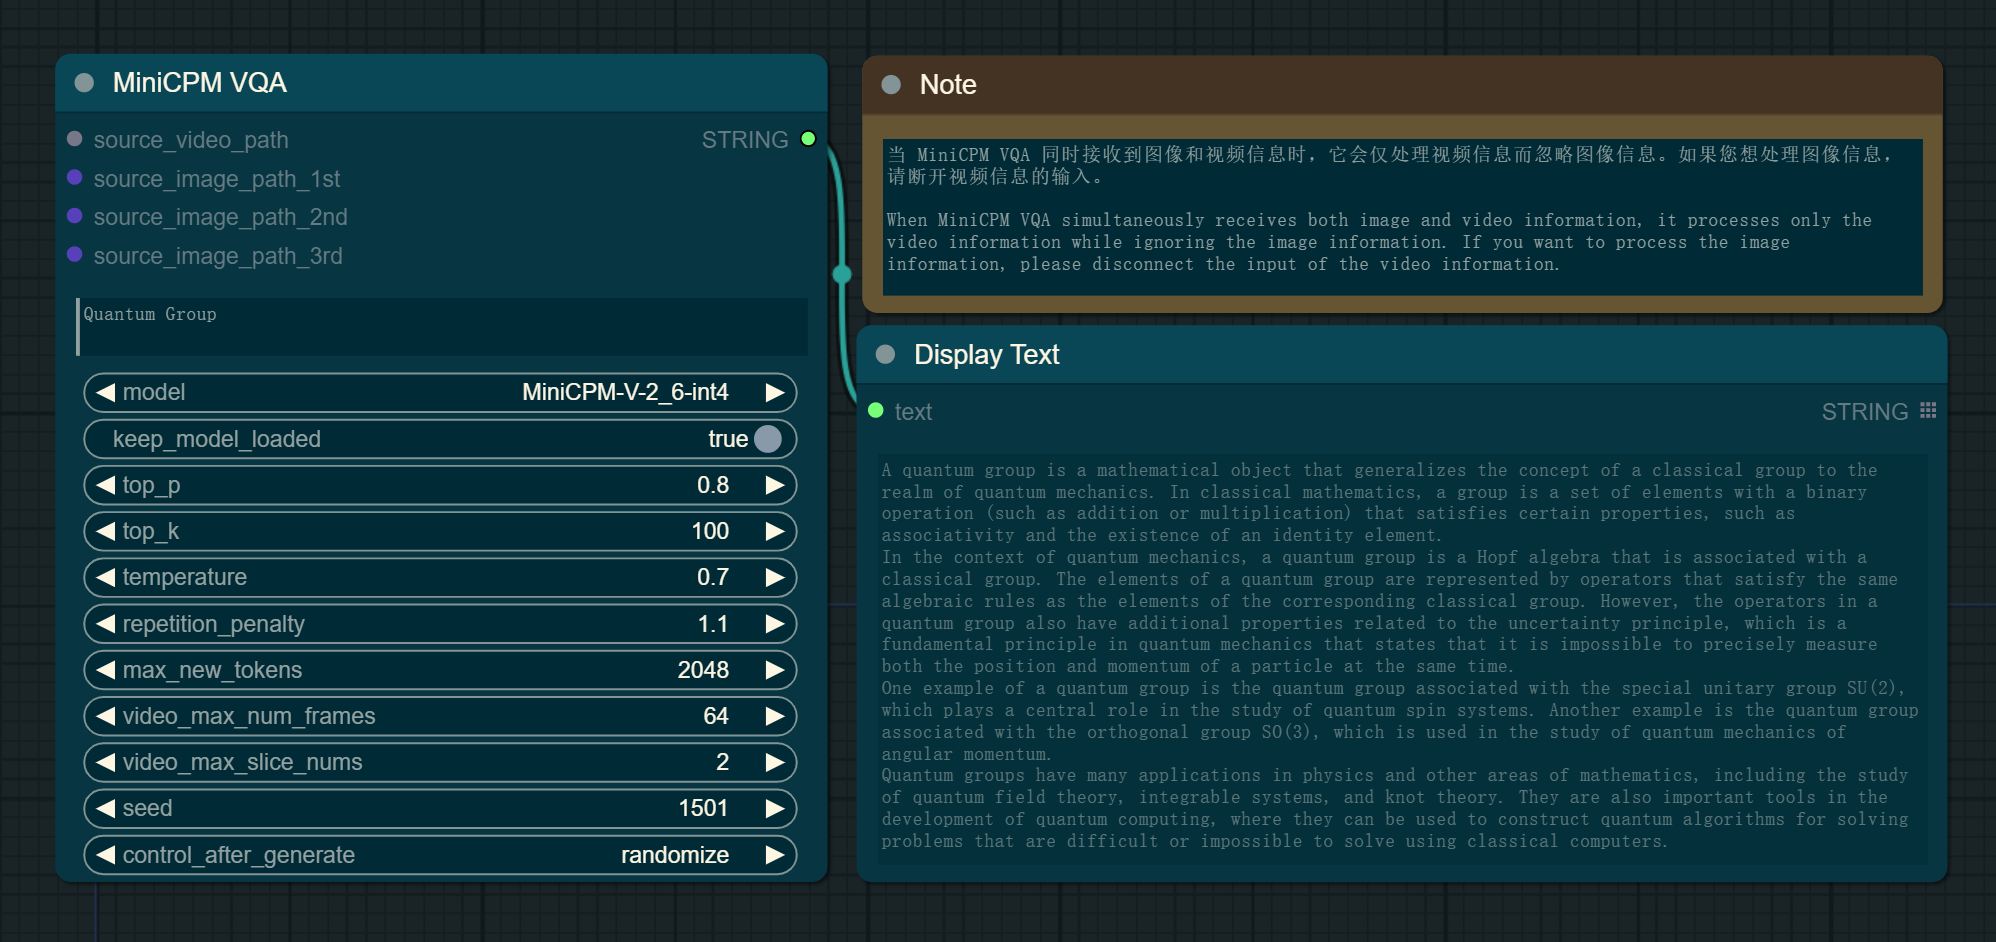 MiniCPM VQA
source_video_path
STRING
source_image_path_1st
source_image_path_2nd
source_image_path_3rd
Quantum Group
model MiniCPM-V-2_6-int4
keep_model_loaded true
top_p 0.8
top_k 100
temperature 0.7
repetition_penalty 1.1
max_new_tokens 2048
video_max_num_frames 64
video_max_slice_nums 2
seed 1501
control_after_generate randomize
Note
当 MiniCPM VQA 同时接收到图像和视频信息时，它会仅处理视频信息而忽略图像信息。如果您想处理图像信息，
请断开视频信息的输入。
When MiniCPM VQA simultaneously receives both image and video information, it processes only the
video information while ignoring the image information. If you want to process the image
information, please disconnect the input of the video information.
Display Text
text
STRING
A quantum group is a mathematical object that generalizes the concept of a classical group to the
realm of quantum mechanics. In classical mathematics, a group is a set of elements with a binary
operation (such as addition or multiplication) that satisfies certain properties, such as
associativity and the existence of an identity element.
In the context of quantum mechanics, a quantum group is a Hopf algebra that is associated with a
classical group. The elements of a quantum group are represented by operators that satisfy the same
algebraic rules as the elements of the corresponding classical group. However, the operators in a
quantum group also have additional properties related to the uncertainty principle, which is a
fundamental principle in quantum mechanics that states that it is impossible to precisely measure
both the position and momentum of a particle at the same time.
One example of a quantum group is the quantum group associated with the special unitary group SU(2),
which plays a central role in the study of quantum spin systems. Another example is the quantum group
associated with the orthogonal group SO(3), which is used in the study of quantum mechanics of
angular momentum.
Quantum groups have many applications in physics and other areas of mathematics, including the study
of quantum field theory, integrable systems, and knot theory. They are also important tools in the
development of quantum computing, where they can be used to construct quantum algorithms for solving
problems that are difficult or impossible to solve using classical computers.